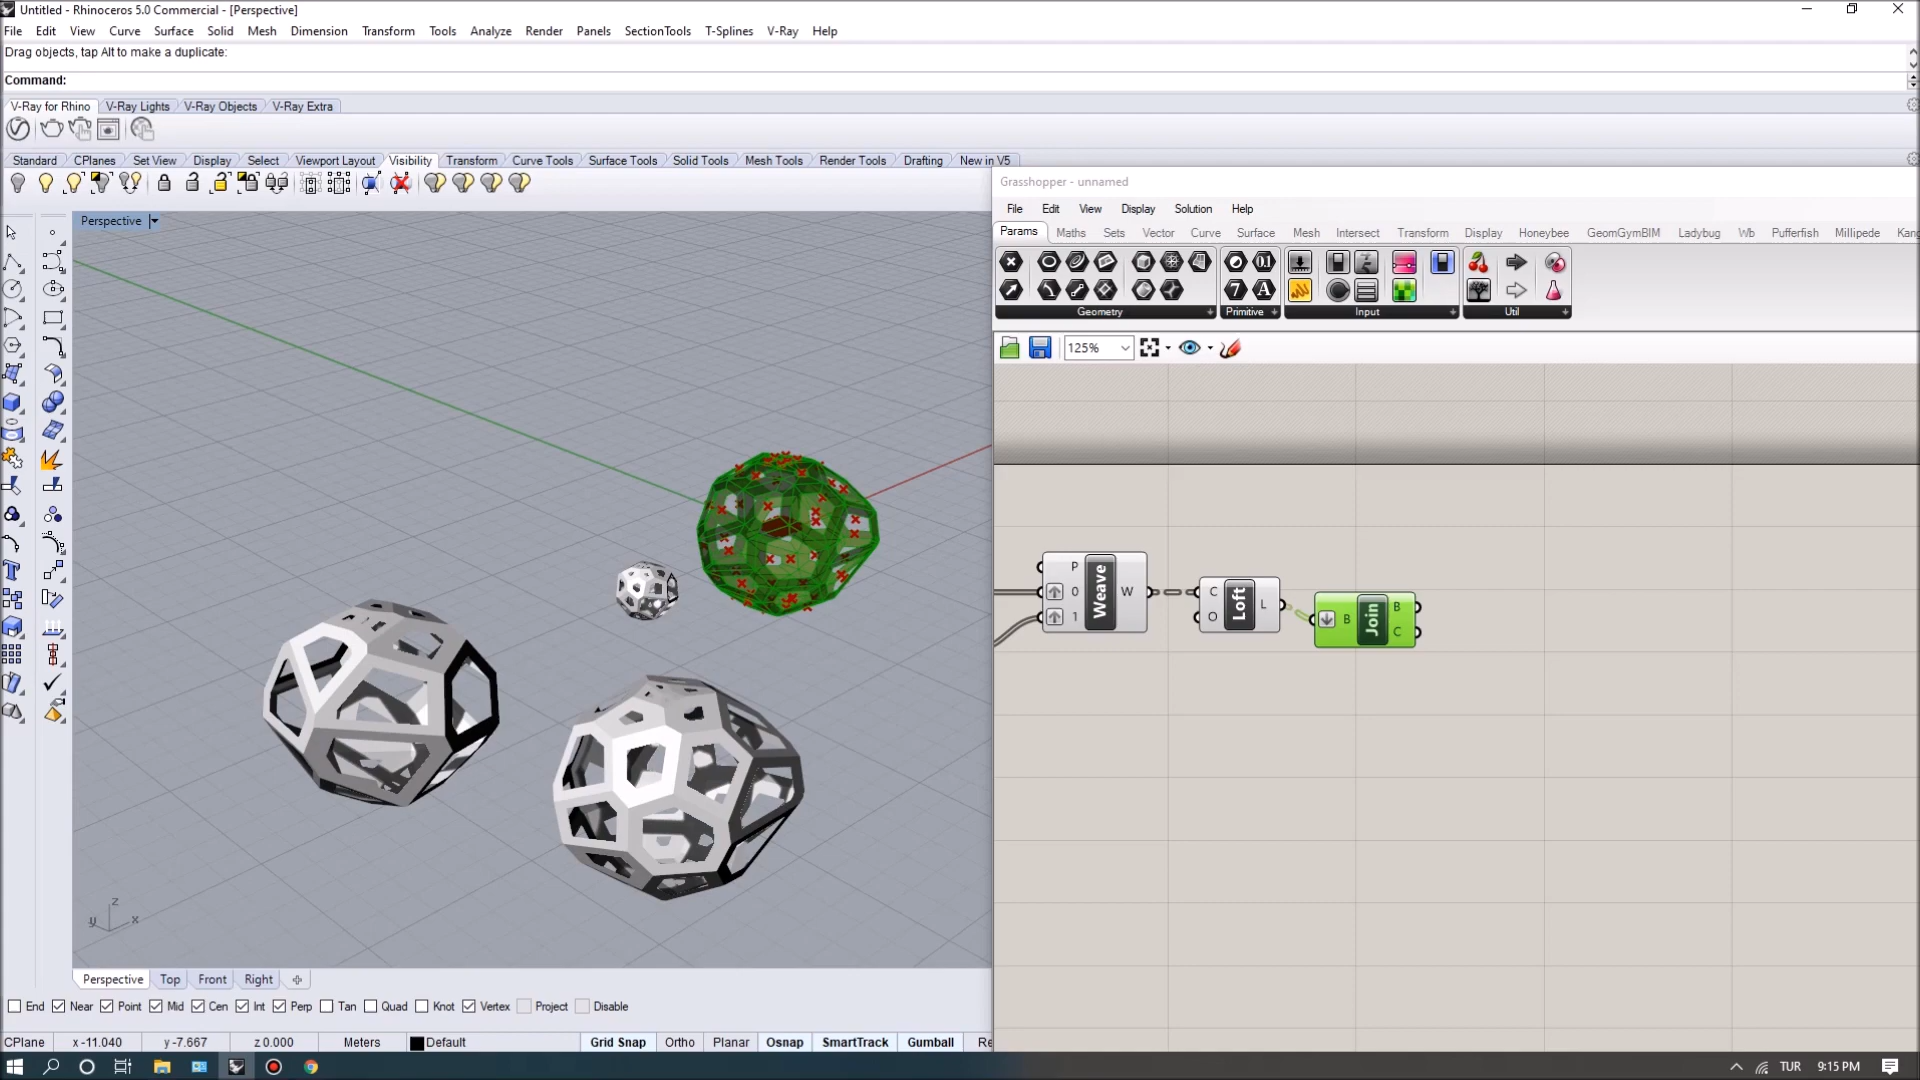 Untitled - Rhinoceros 5.0 Commercial - [Perspective]
File Edit View Curve Surface Solid Mesh Dimension Transform Tools Analyze Render Panels SectionTools T-Splines V-Ray Help
Drag objects, tap Alt to make a duplicate:
Command:
V-Ray for Rhino V-Ray Lights V-Ray Objects V-Ray Extra
Standard CPlanes Set View Display Select Viewport Layout Visibility Transform Curve Tools Surface Tools Solid Tools Mesh Tools Render Tools Drafting New in V5
Grasshopper - unnamed
File Edit View Display Solution Help
Params Maths Sets Vector Curve Surface Mesh Intersect Transform Display Honeybee GeomGymBIM Ladybug Wb Pufferfish Millipede Kang
Geometry Primitive Input Util
125%
Perspective
P 0 1 Weave W
C O Loft L
B Join B C
z
y x
Perspective Top Front Right
End Near Point Mid Cen Int Perp Tan Quad Knot Vertex Project Disable
CPlane x -11.040 y -7.667 z 0.000 Meters Default Grid Snap Ortho Planar Osnap SmartTrack Gumball Re
TUR 9:15 PM